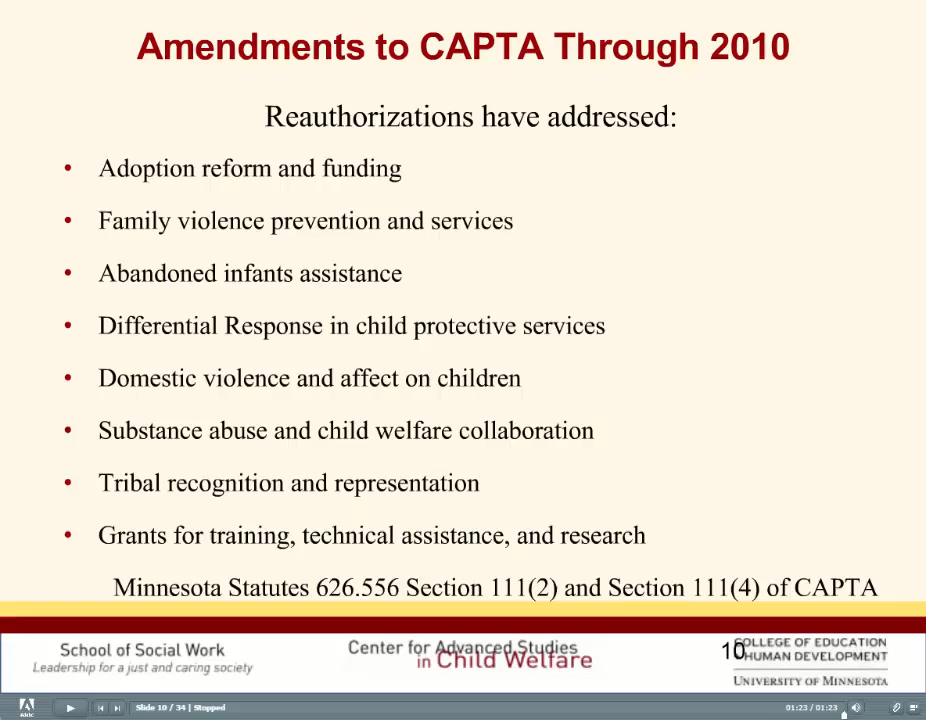 Amendments to CAPTA Through 2010
Reauthorizations have addressed:
• Adoption reform and funding
• Family violence prevention and services
• Abandoned infants assistance
• Differential Response in child protective services
• Domestic violence and affect on children
• Substance abuse and child welfare collaboration
• Tribal recognition and representation
• Grants for training, technical assistance, and research
Minnesota Statutes 626.556 Section 111(2) and Section 111(4) of CAPTA
School of Social Work
Leadership for a just and caring society
Center for Advanced Studies
in Child Welfare
10
COLLEGE OF EDUCATION
HUMAN DEVELOPMENT
UNIVERSITY OF MINNESOTA
Slide 10 / 34 | Stopped
01:23 / 01:23